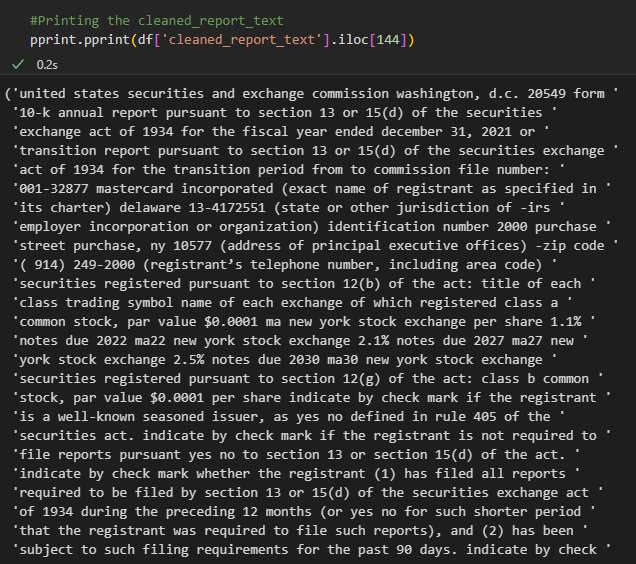 #Printing the cleaned_report_text
pprint.pprint(df['cleaned_report_text'].iloc[144])
0.2s
('united states securities and exchange commission washington, d.c. 20549 form '
'10-k annual report pursuant to section 13 or 15(d) of the securities '
'exchange act of 1934 for the fiscal year ended december 31, 2021 or '
'transition report pursuant to section 13 or 15(d) of the securities exchange '
'act of 1934 for the transition period from to commission file number: '
'001-32877 mastercard incorporated (exact name of registrant as specified in '
'its charter) delaware 13-4172551 (state or other jurisdiction of -irs '
'employer incorporation or organization) identification number 2000 purchase '
'street purchase, ny 10577 (address of principal executive offices) -zip code '
'( 914) 249-2000 (registrant’s telephone number, including area code) '
'securities registered pursuant to section 12(b) of the act: title of each '
'class trading symbol name of each exchange of which registered class a '
'common stock, par value $0.0001 ma new york stock exchange per share 1.1% '
'notes due 2022 ma22 new york stock exchange 2.1% notes due 2027 ma27 new '
'york stock exchange 2.5% notes due 2030 ma30 new york stock exchange '
'securities registered pursuant to section 12(g) of the act: class b common '
'stock, par value $0.0001 per share indicate by check mark if the registrant '
'is a well-known seasoned issuer, as yes no defined in rule 405 of the '
'securities act. indicate by check mark if the registrant is not required to '
'file reports pursuant yes no to section 13 or section 15(d) of the act. '
'indicate by check mark whether the registrant (1) has filed all reports '
'required to be filed by section 13 or 15(d) of the securities exchange act '
'of 1934 during the preceding 12 months (or yes no for such shorter period '
'that the registrant was required to file such reports), and (2) has been '
'subject to such filing requirements for the past 90 days. indicate by check '